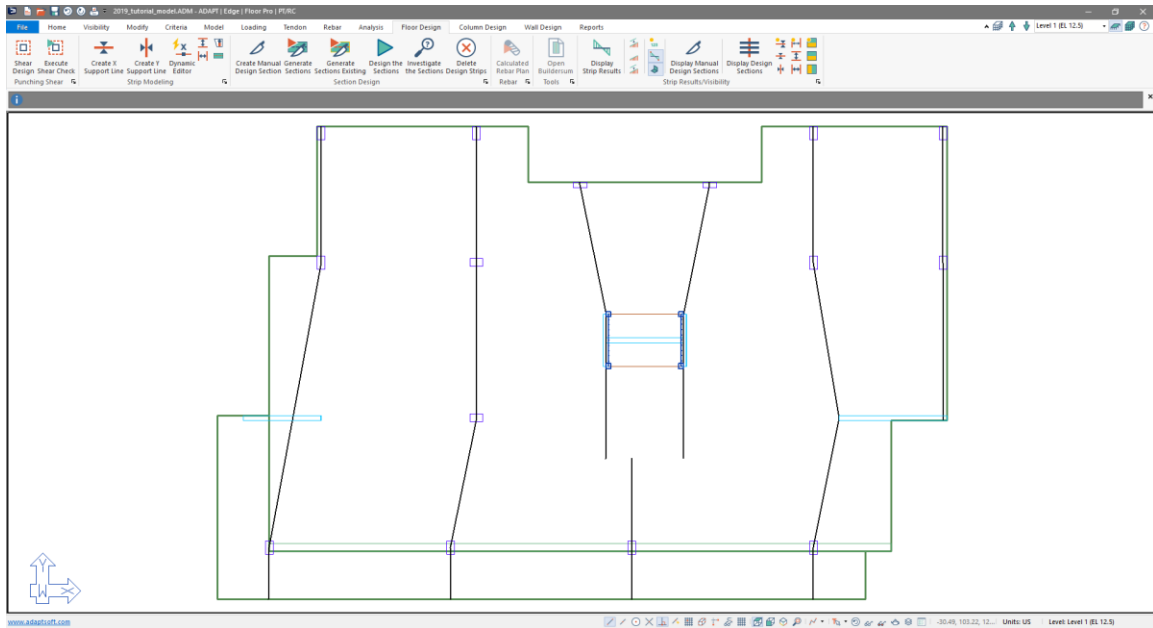 2019_tutorial_model.ADM - ADAPT | Edge | Floor Pro | PT/RC
File Home Visibility Modify Criteria Model Loading Tendon Rebar Analysis Floor Design Column Design Wall Design Reports Level 1 (EL 12.5)
Shear Execute Create X Create Y Dynamic Create Manual Generate Generate Design the Investigate Delete Calculated Open Display Display Manual Display Design
Design Shear Check Support Line Support Line Editor Design Section Sections Sections Existing Sections the Sections Design Strips Rebar Plan Buildersum Strip Results Design Sections Sections
Punching Shear Strip Modeling Section Design Rebar Tools Strip Results/Visibility
W
X
Y
www.adaptsoft.com -30.49, 103.22, 12... Units: US Level: Level 1 (EL 12.5)